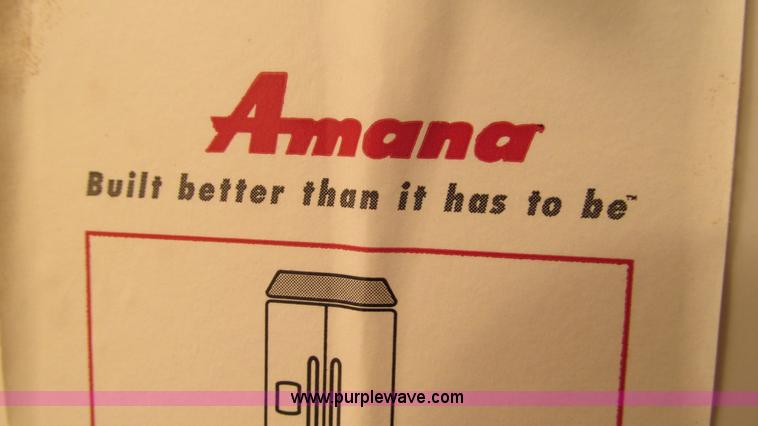 Amana
Built better than it has to be™
www.purplewave.com